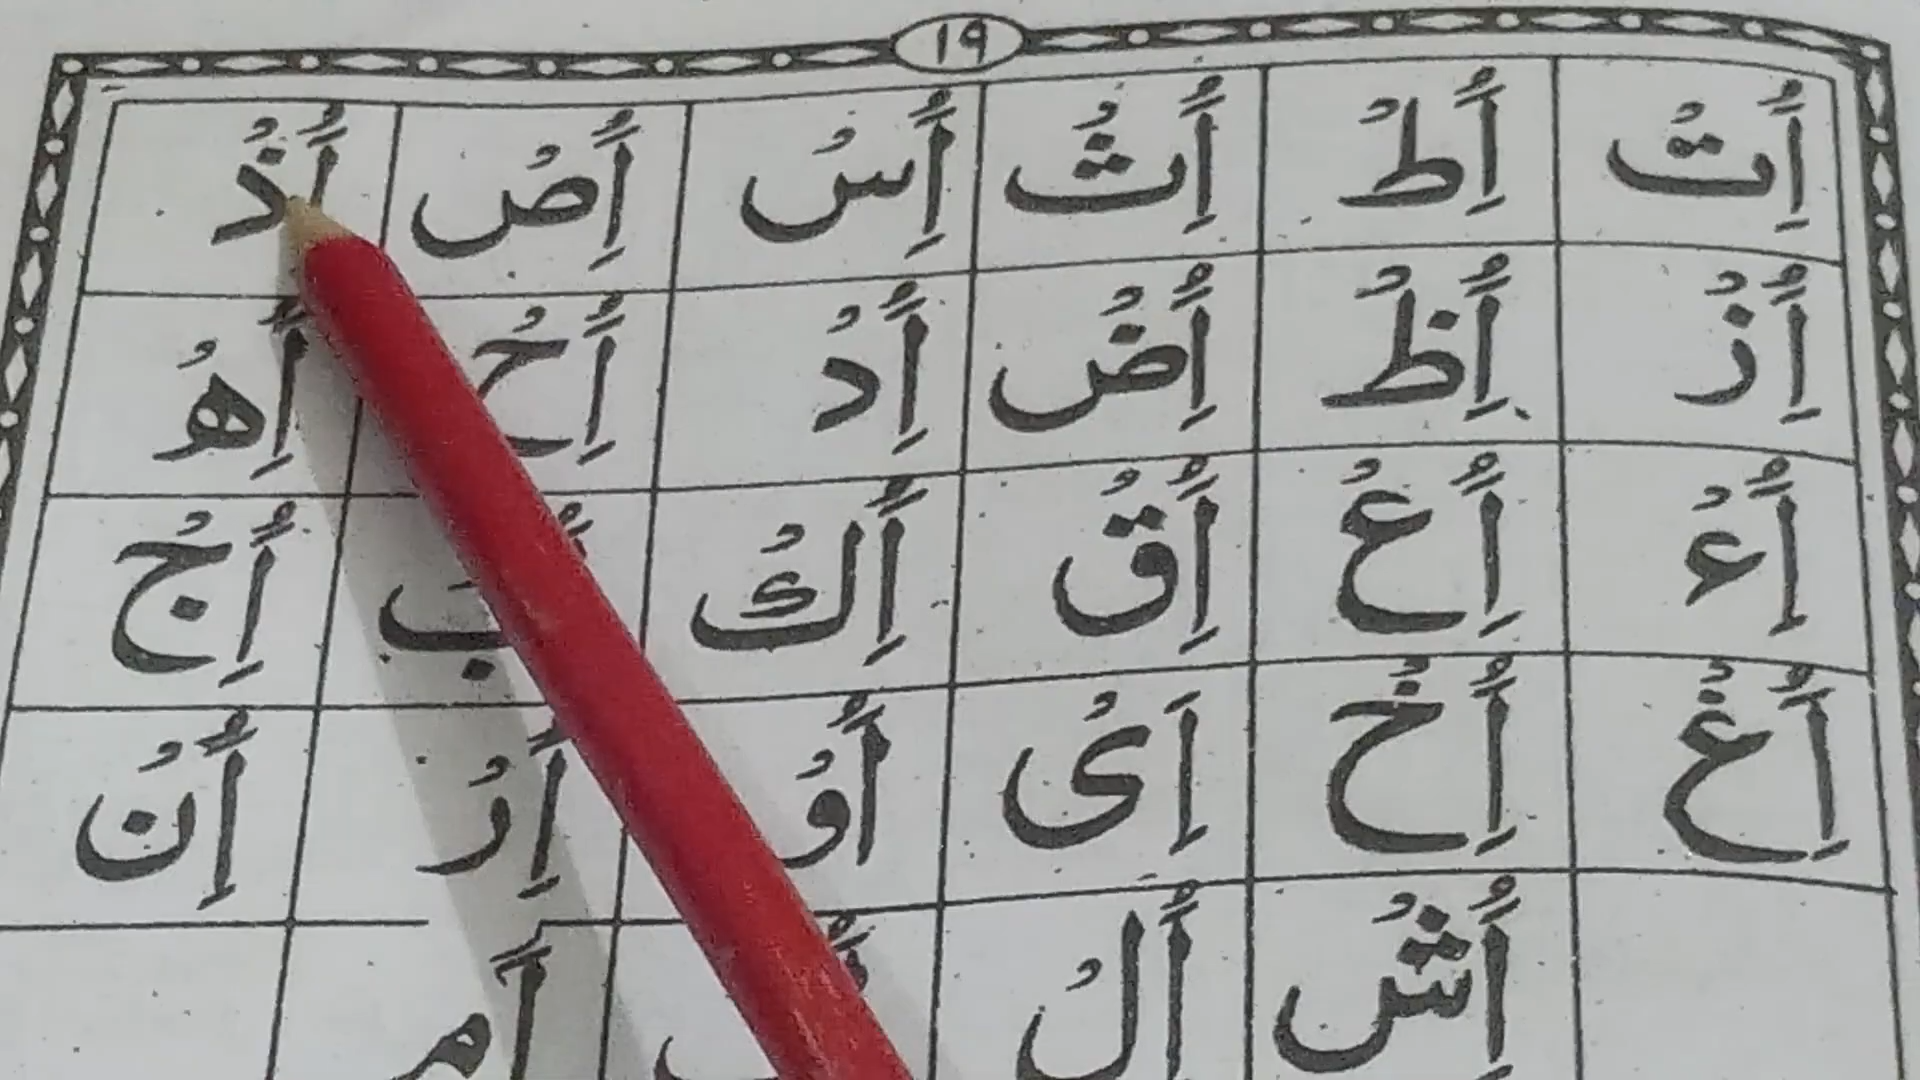 ١٩
اَِتُ اَِطُ اَِثُ اَِسُ اَِصُ اَُذُ
اَِزُ اَِظُ اَِضُ اَِدُ اَِحُ اَِهُ
اَِءُ اَِعُ اَِقُ اَِكُ اَِجُ
اَِغُ اَِخُ اَِىُ اَُوُ اَِرُ اَِنُ
اَِشُ اَِلُ